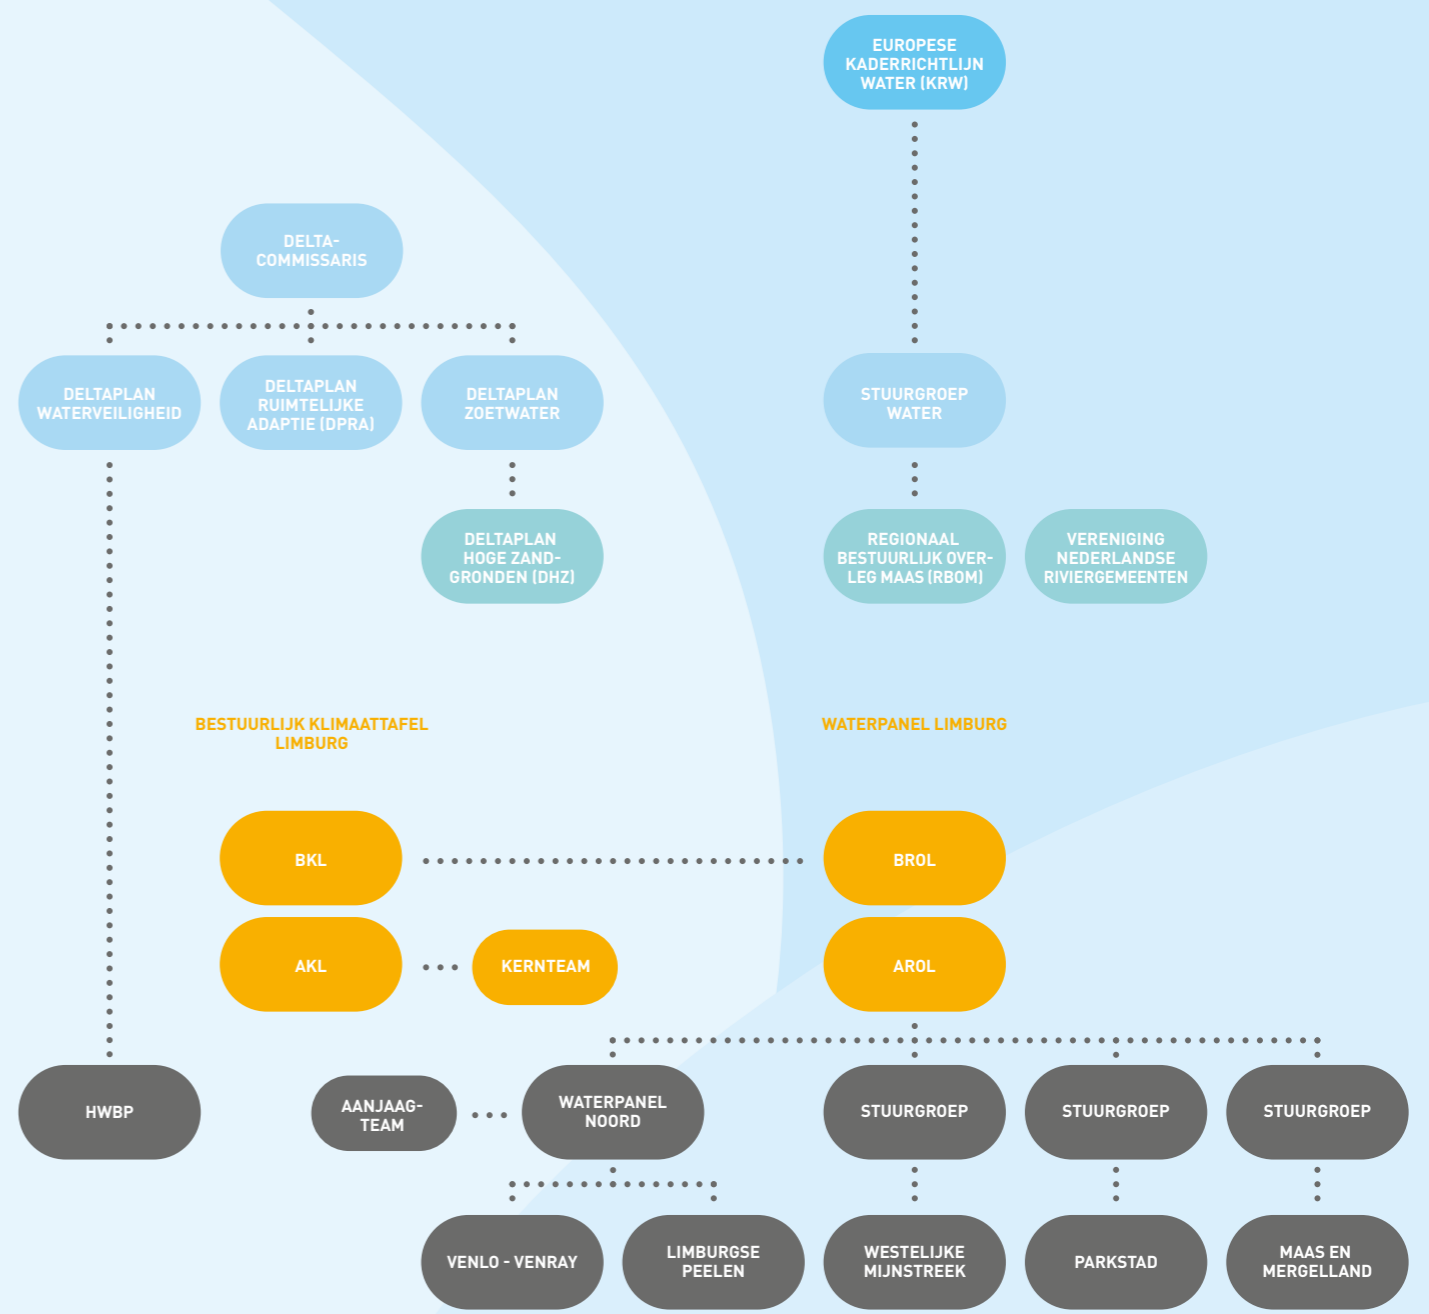 EUROPESE
KADERRICHTLIJN
WATER (KRW)
DELTA-
COMMISSARIS
DELTAPLAN
WATERVEILIGHEID
DELTAPLAN
RUIMTELIJKE
ADAPTIE (DPRA)
DELTAPLAN
ZOETWATER
STUURGROEP
WATER
DELTAPLAN
HOGE ZAND-
GRONDEN (DHZ)
REGIONAAL
BESTUURLIJK OVER-
LEG MAAS (RBOM)
VERENIGING
NEDERLANDSE
RIVIERGEMEENTEN
BESTUURLIJK KLIMAATTAFEL
LIMBURG
WATERPANEL LIMBURG
BKL
BROL
AKL
KERNTEAM
AROL
HWBP
AANJAAG-
TEAM
WATERPANEL
NOORD
STUURGROEP
STUURGROEP
STUURGROEP
VENLO - VENRAY
LIMBURGSE
PEELEN
WESTELIJKE
MIJNSTREEK
PARKSTAD
MAAS EN
MERGELLAND